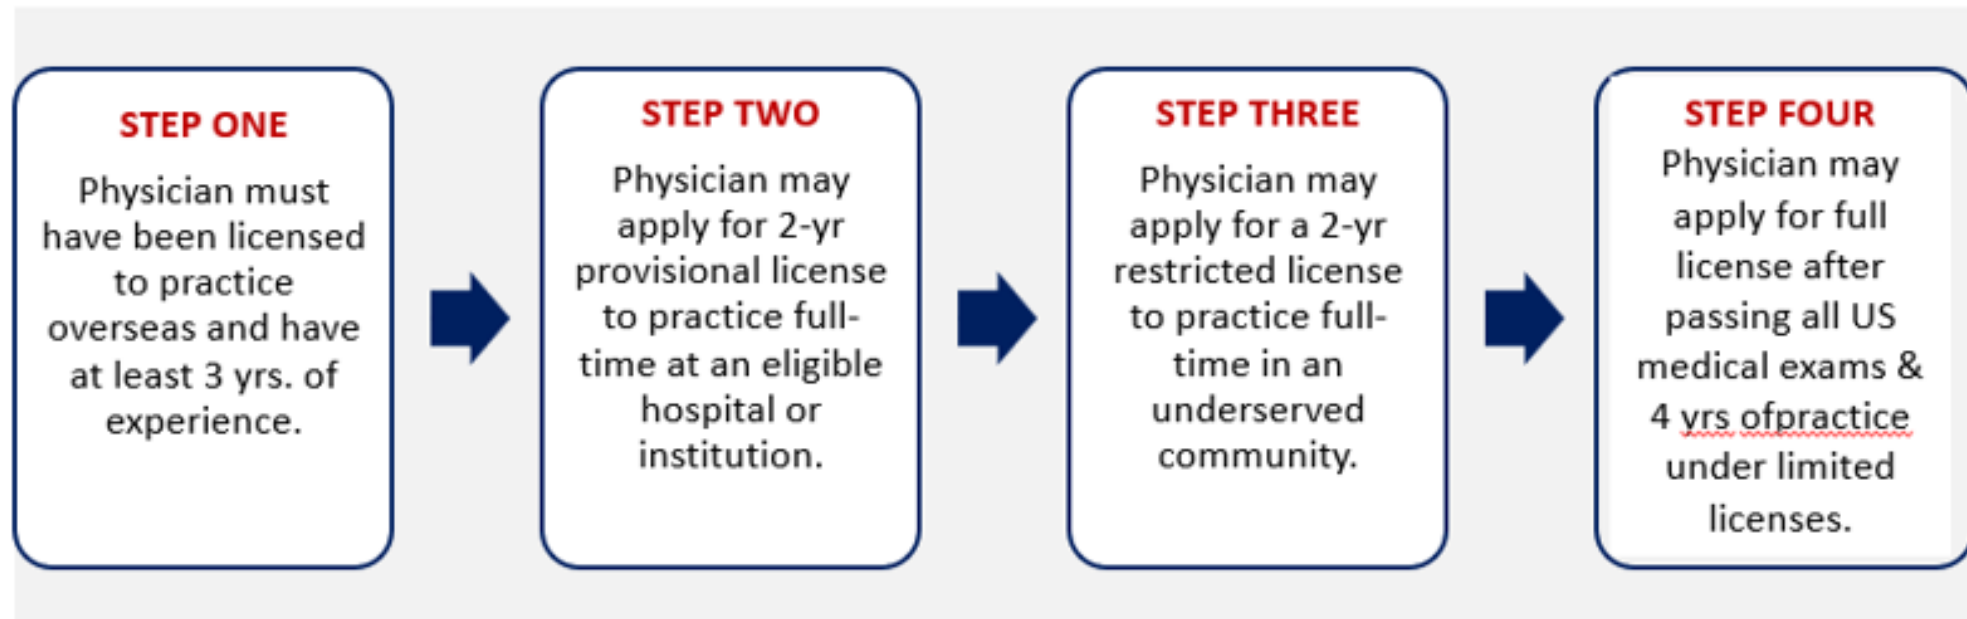 STEP ONE
Physician must
have been licensed
to practice
overseas and have
at least 3 yrs. of
experience.
STEP TWO
Physician may
apply for 2-yr
provisional license
to practice full-
time at an eligible
hospital or
institution.
STEP THREE
Physician may
apply for a 2-yr
restricted license
to practice full-
time in an
underserved
community.
STEP FOUR
Physician may
apply for full
license after
passing all US
medical exams &
4 yrs ofpractice
under limited
licenses.